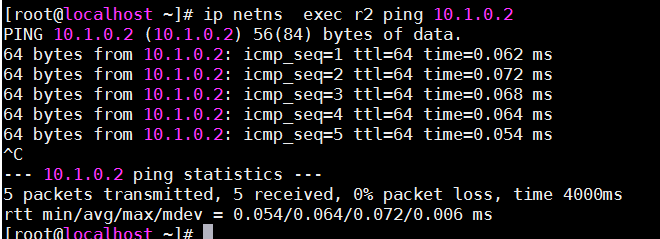 [root@localhost ~]# ip netns  exec r2 ping 10.1.0.2
PING 10.1.0.2 (10.1.0.2) 56(84) bytes of data.
64 bytes from 10.1.0.2: icmp_seq=1 ttl=64 time=0.062 ms
64 bytes from 10.1.0.2: icmp_seq=2 ttl=64 time=0.072 ms
64 bytes from 10.1.0.2: icmp_seq=3 ttl=64 time=0.068 ms
64 bytes from 10.1.0.2: icmp_seq=4 ttl=64 time=0.064 ms
64 bytes from 10.1.0.2: icmp_seq=5 ttl=64 time=0.054 ms
^C
--- 10.1.0.2 ping statistics ---
5 packets transmitted, 5 received, 0% packet loss, time 4000ms
rtt min/avg/max/mdev = 0.054/0.064/0.072/0.006 ms
[root@localhost ~]#